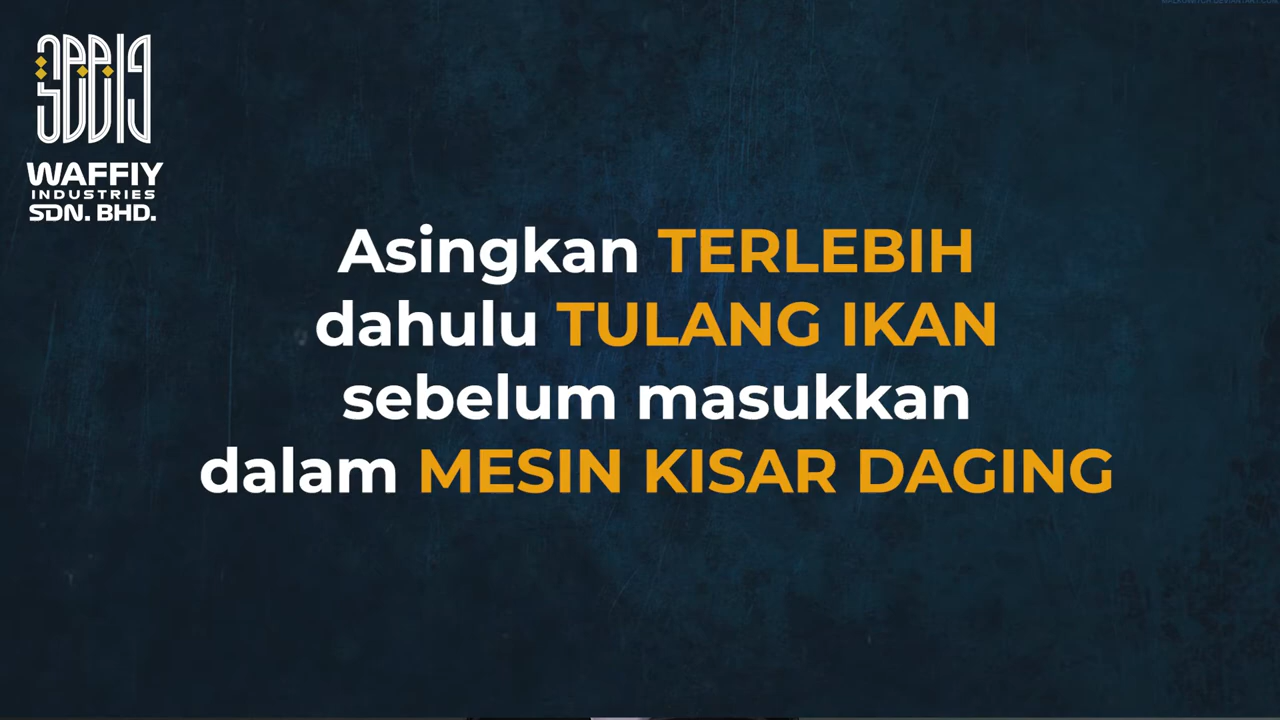 WAFFIY
INDUSTRIES
SDN. BHD.
Asingkan TERLEBIH
dahulu TULANG IKAN
sebelum masukkan
dalam MESIN KISAR DAGING